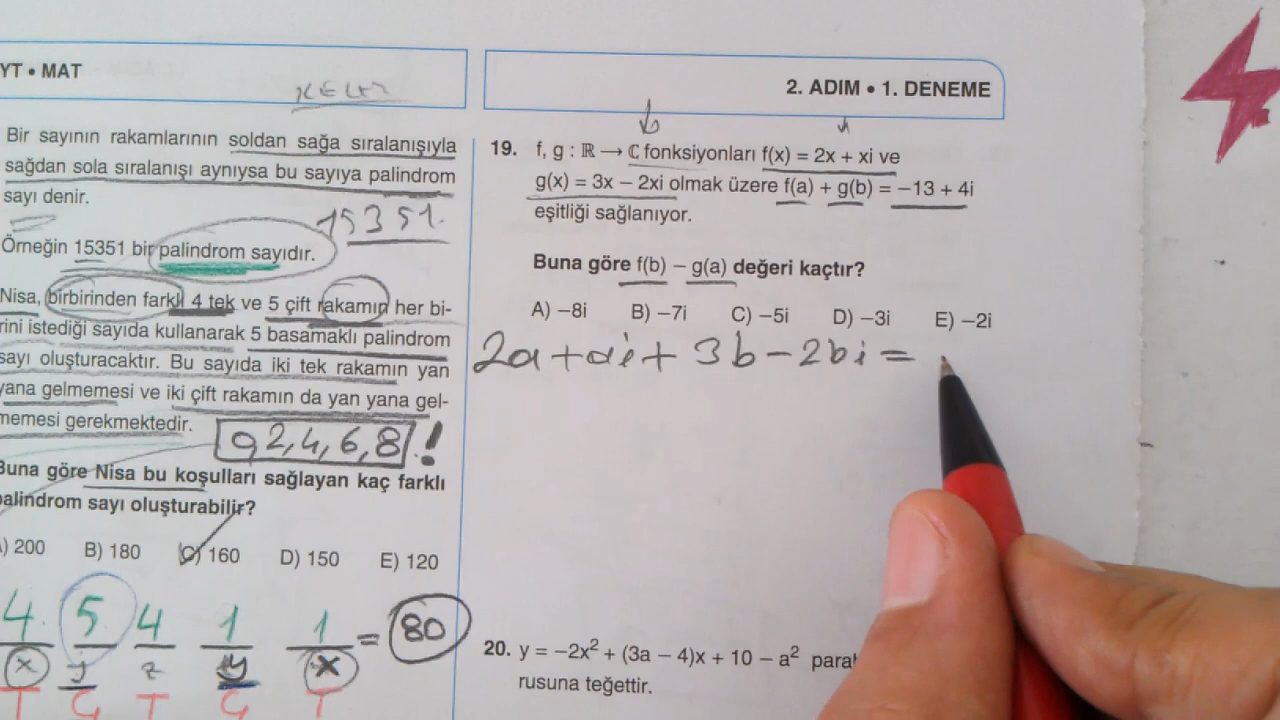 YT • MAT
KELM
Bir sayının rakamlarının soldan sağa sıralanışıyla
sağdan sola sıralanışı aynıysa bu sayıya palindrom
sayı denir.
15351
Örneğin 15351 bir palindrom sayıdır.
Nisa, birbirinden farklı 4 tek ve 5 çift rakamın her bi-
rini istediği sayıda kullanarak 5 basamaklı palindrom
sayı oluşturacaktır. Bu sayıda iki tek rakamın yan
yana gelmemesi ve iki çift rakamın da yan yana gel-
memesi gerekmektedir.
0,2,4,6,8 !
Buna göre Nisa bu koşulları sağlayan kaç farklı
palindrom sayı oluşturabilir?
A) 200 B) 180 C) 160 D) 150 E) 120
4 5 4 1 1 = 80
x y z y x
T Ç T Ç T
2. ADIM • 1. DENEME
19. f, g : ℝ → ℂ fonksiyonları f(x) = 2x + xi ve
g(x) = 3x – 2xi olmak üzere f(a) + g(b) = –13 + 4i
eşitliği sağlanıyor.
Buna göre f(b) – g(a) değeri kaçtır?
A) –8i B) –7i C) –5i D) –3i E) –2i
2a + ai + 3b – 2bi =
20. y = –2x² + (3a – 4)x + 10 – a²
rusuna teğettir.